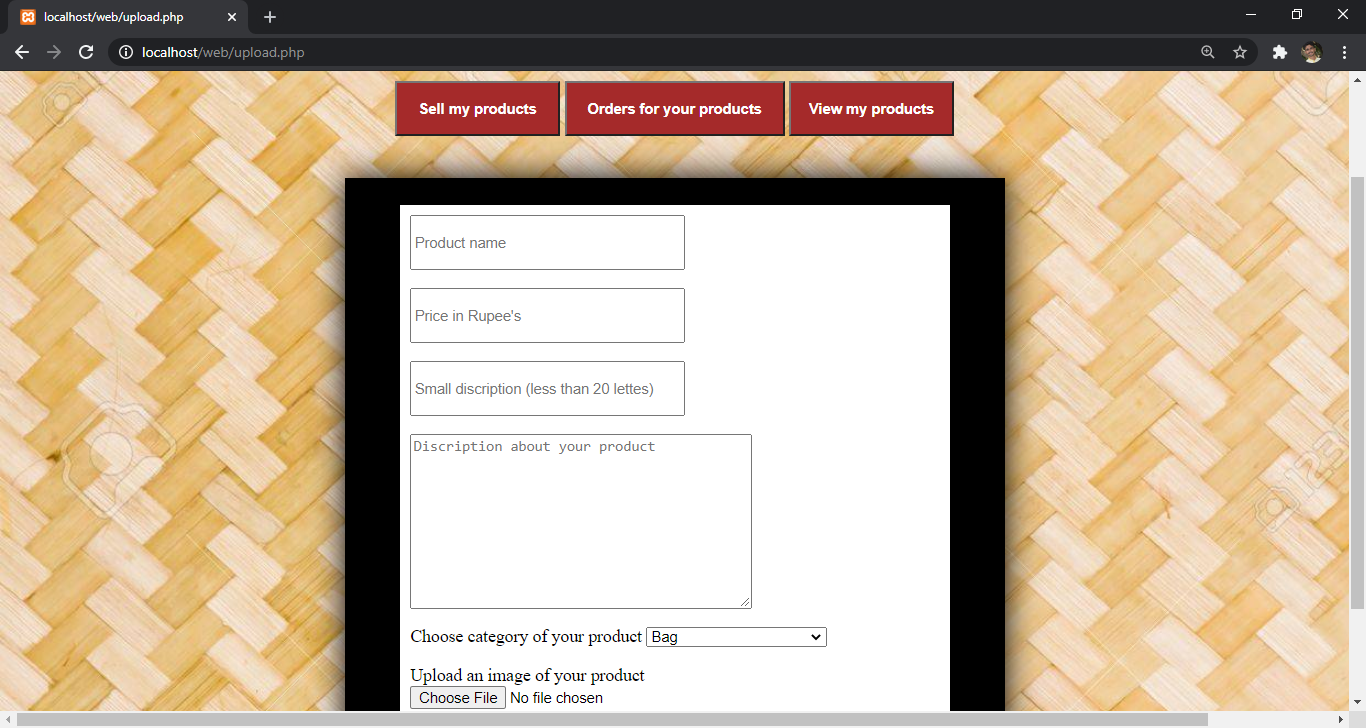 localhost/web/upload.php
localhost/web/upload.php
Sell my products
Orders for your products
View my products
Product name
Price in Rupee's
Small discription (less than 20 lettes)
Discription about your product
Choose category of your product Bag
Upload an image of your product
Choose File No file chosen